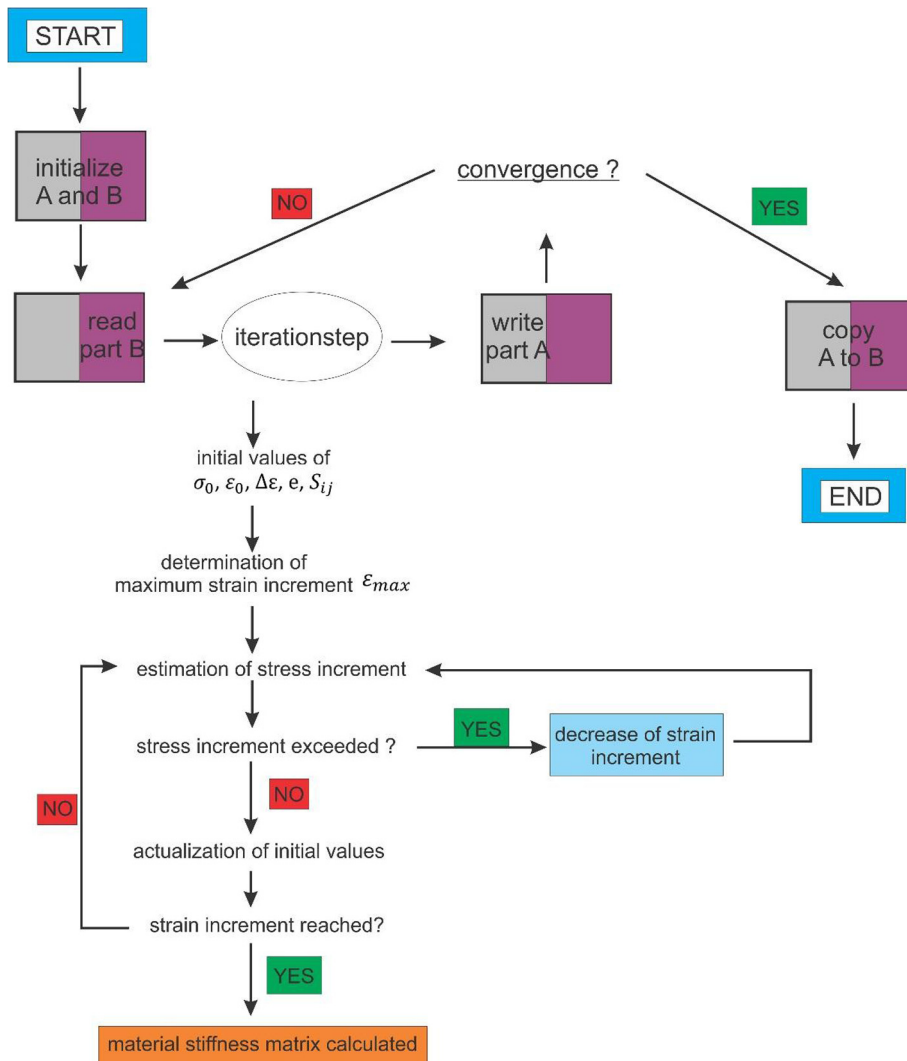 START
initialize
A and B
convergence ?
NO
YES
read
part B
iterationstep
write
part A
copy
A to B
END
initial values of
σ₀, ε₀, Δε, e, Sᵢⱼ
determination of
maximum strain increment εₘₐₓ
estimation of stress increment
stress increment exceeded ?
YES
decrease of strain
increment
NO
NO
actualization of initial values
strain increment reached?
YES
material stiffness matrix calculated